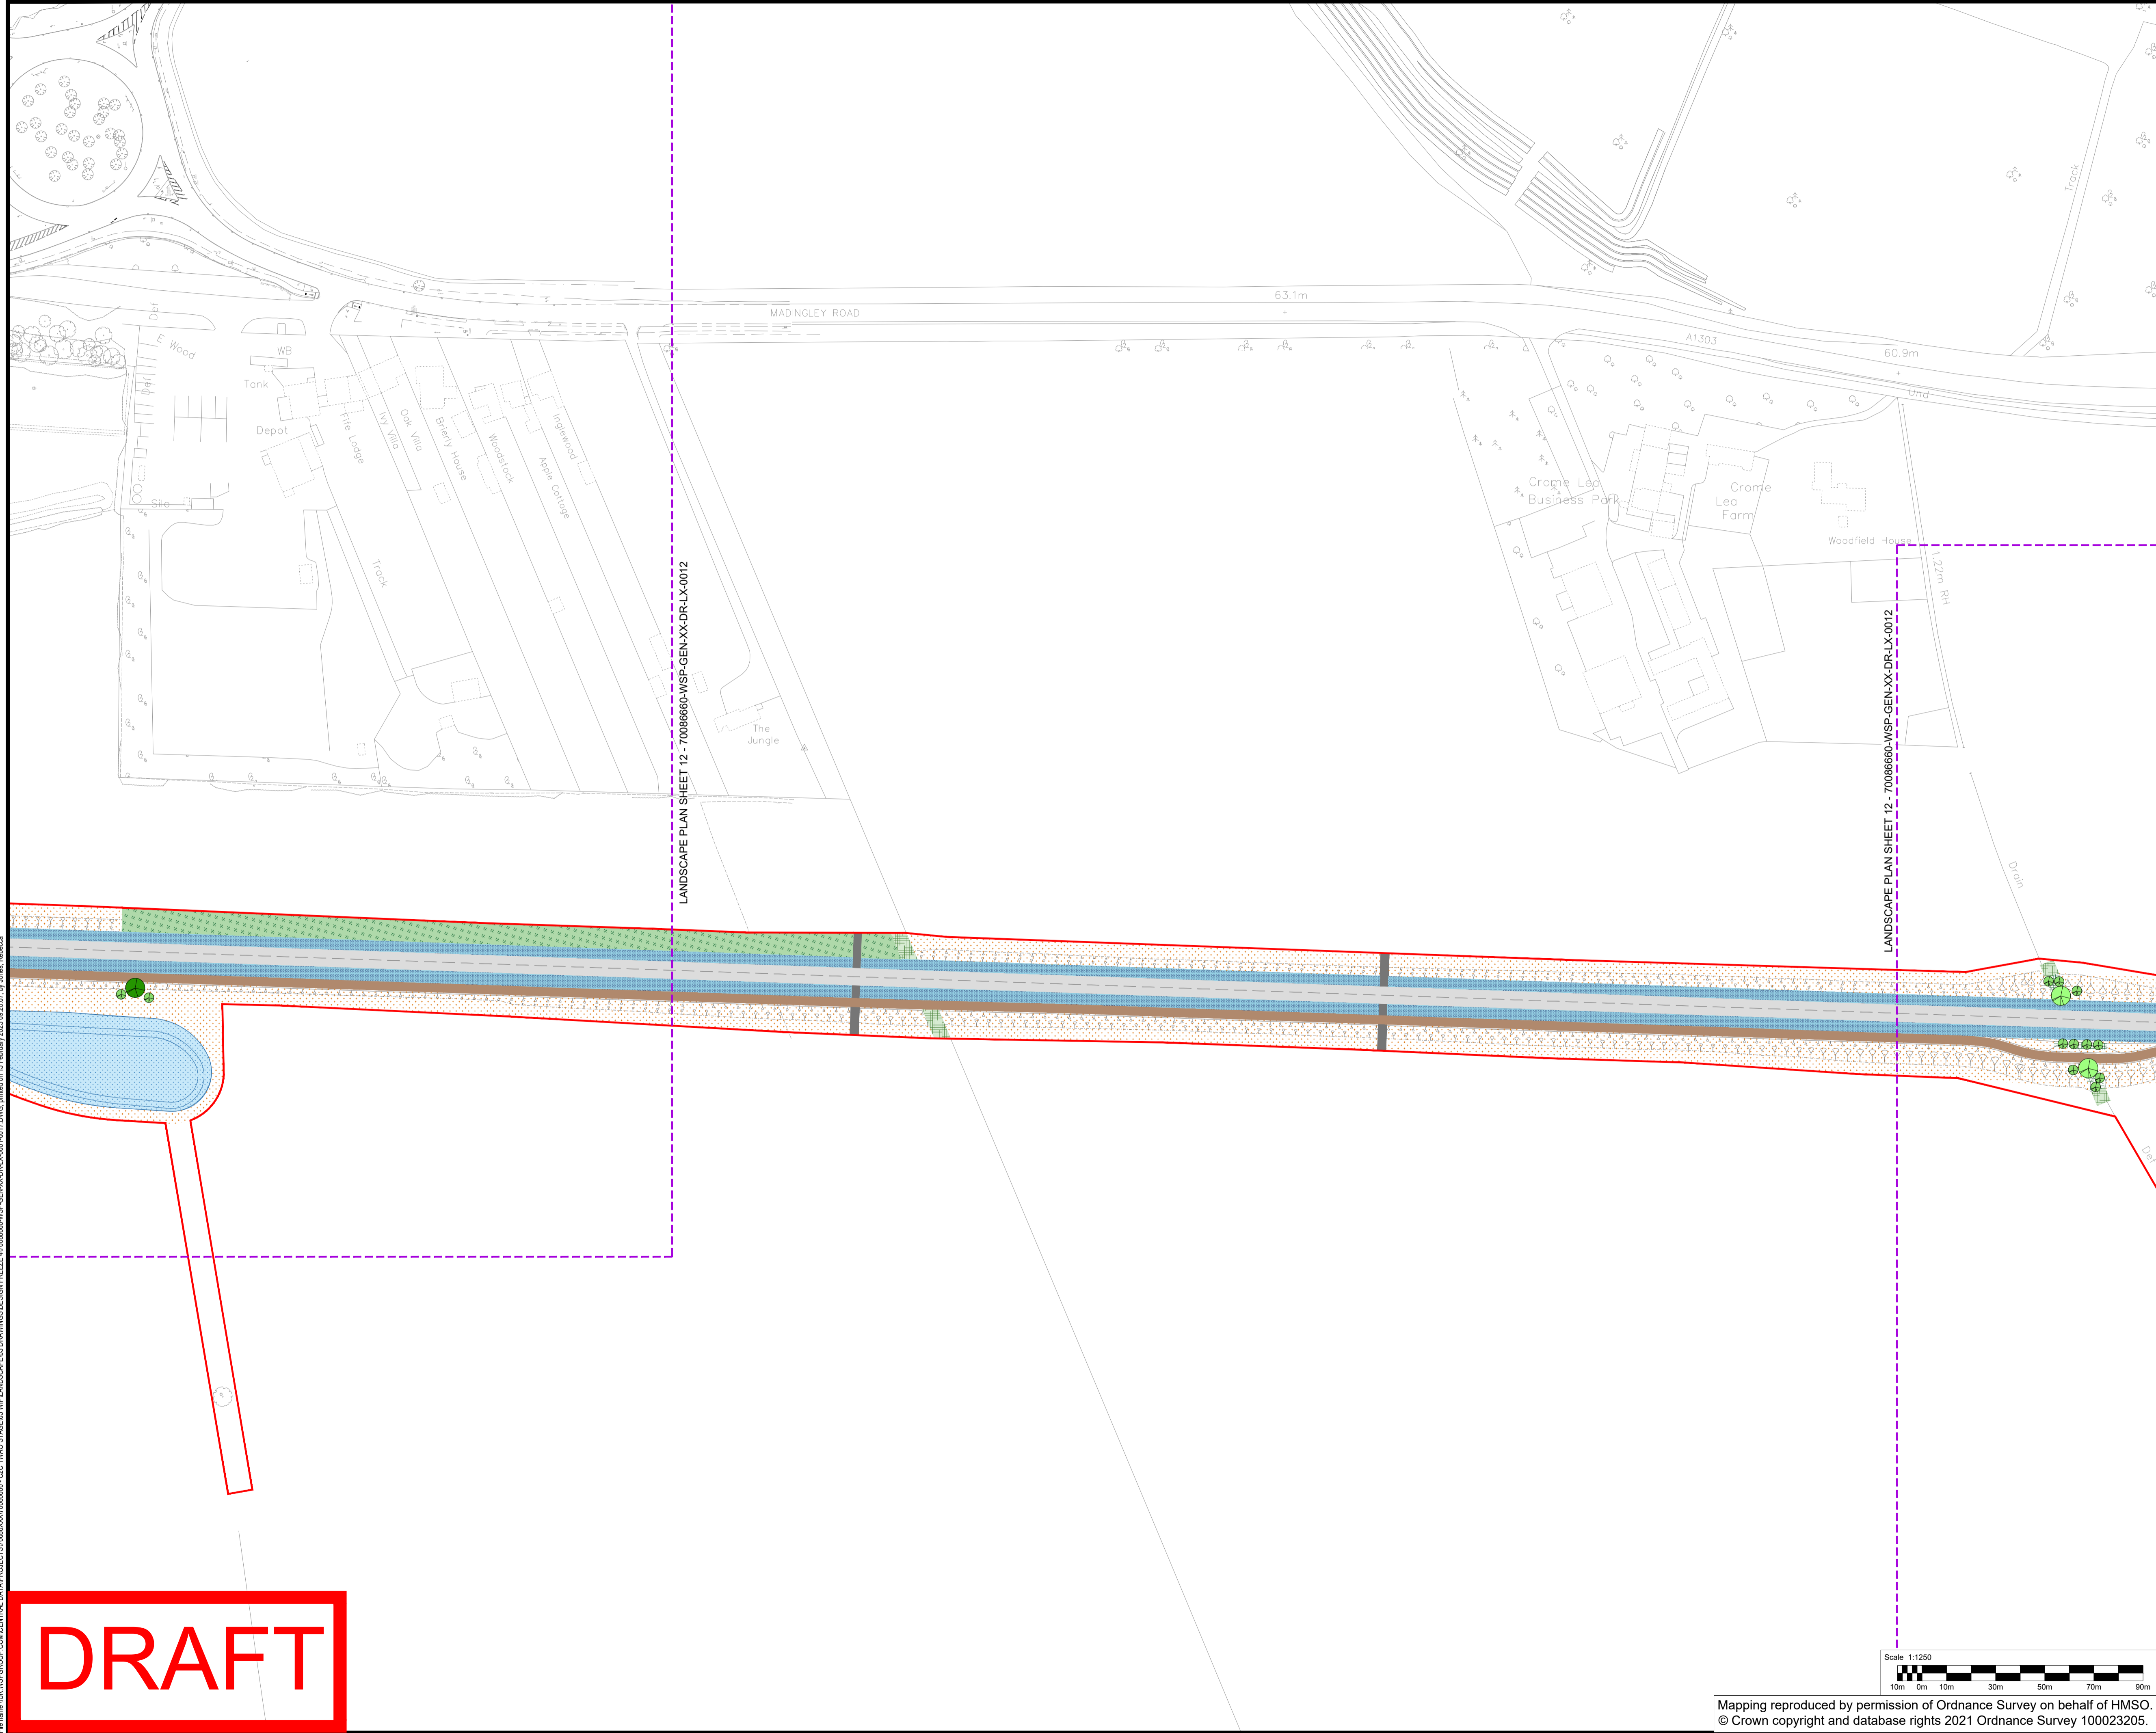 63.1m
MADINGLEY ROAD
A1303
60.9m
Und
Track
Def
E Wood
WB
Tank
Def
Depot
Silo
Fife Lodge
Ivy Villa
Oak Villa
Brierly House
Woodstock
Apple Cottage
Inglewood
Track
The
Jungle
Crome Lea
Business Park
Crome
Lea
Farm
Woodfield House
1.22m RH
Drain
LANDSCAPE PLAN SHEET 12 - 70086660-WSP-GEN-XX-DR-LX-0012
LANDSCAPE PLAN SHEET 12 - 70086660-WSP-GEN-XX-DR-LX-0012
DRAFT
Scale 1:1250
10m 0m 10m 30m 50m 70m 90m
Mapping reproduced by permission of Ordnance Survey on behalf of HMSO.
© Crown copyright and database rights 2021 Ordnance Survey 100023205.